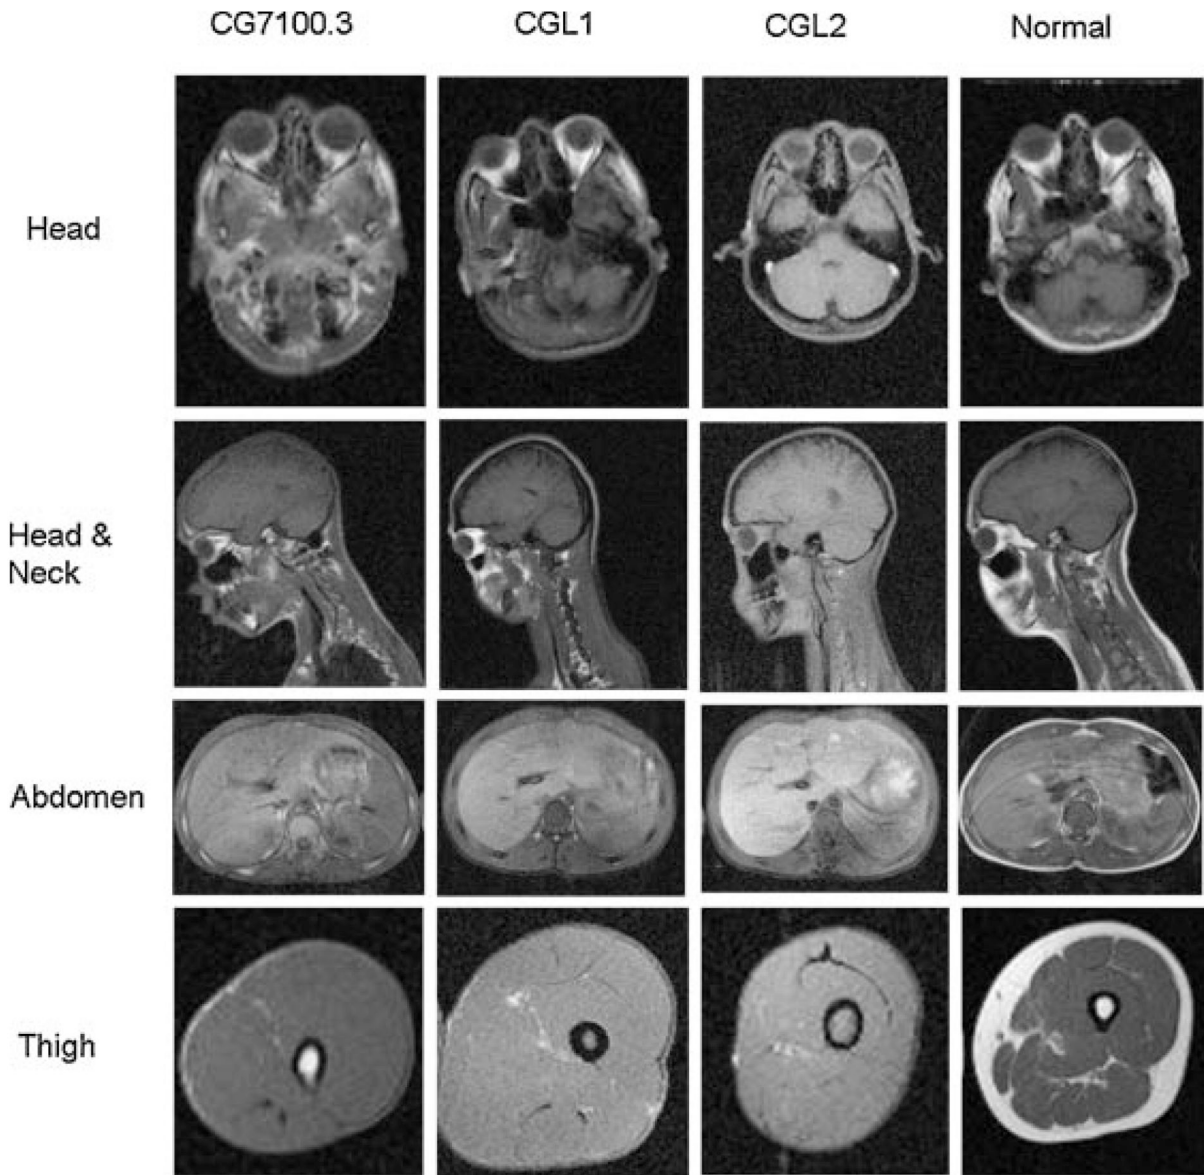 CG7100.3 CGL1 CGL2 Normal
Head
Head &
Neck
Abdomen
Thigh